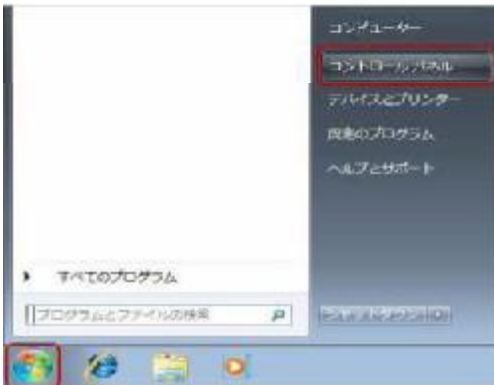 コンピューター
コントロール パネル
デバイスとプリンター
既定のプログラム
ヘルプとサポート
すべてのプログラム
プログラムとファイルの検索
シャットダウン